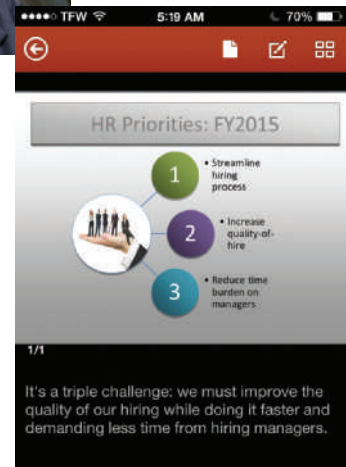 TFW 5:19 AM 70%
HR Priorities: FY2015
1
• Streamline
hiring
process
2
• Increase
quality-of-
hire
3
• Reduce time
burden on
managers
1/1
It's a triple challenge: we must improve the
quality of our hiring while doing it faster and
demanding less time from hiring managers.